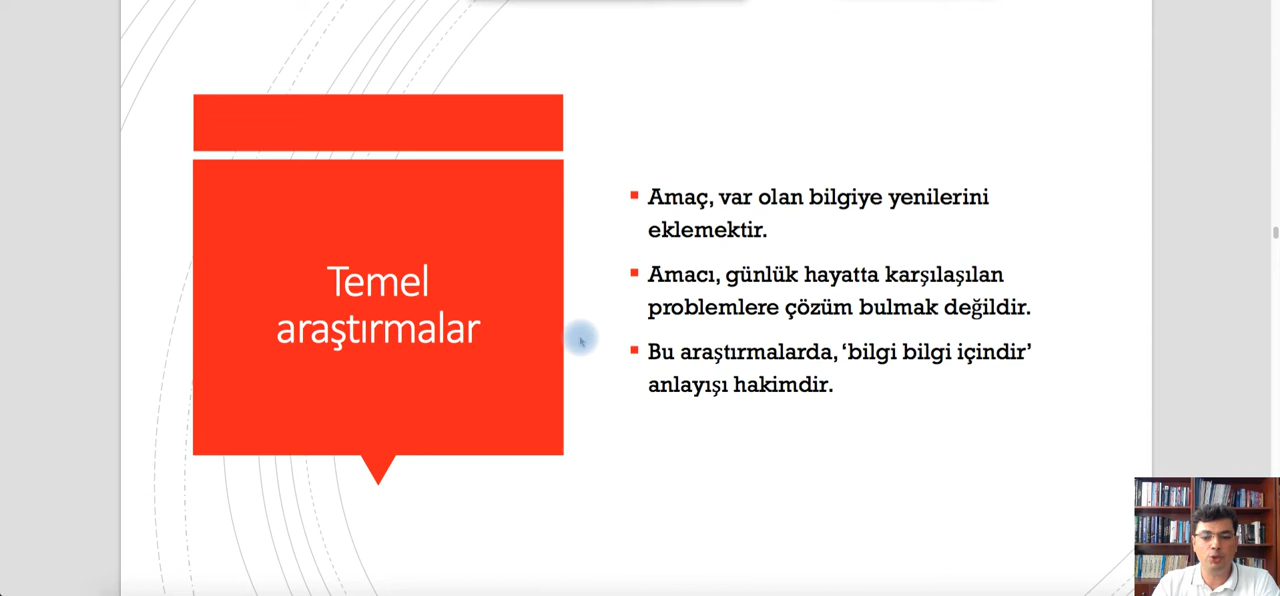 Temel
araştırmalar
Amaç, var olan bilgiye yenilerini
eklemektir.
Amacı, günlük hayatta karşılaşılan
problemlere çözüm bulmak değildir.
Bu araştırmalarda, ‘bilgi bilgi içindir’
anlayışı hakimdir.